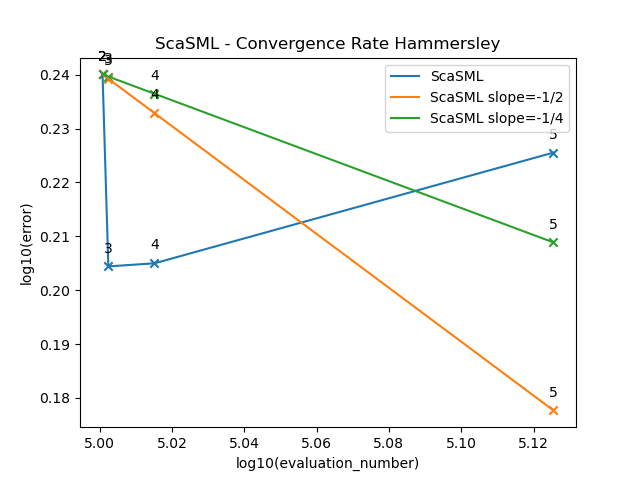 ScaSML - Convergence Rate Hammersley
log10(error)
0.24
0.23
0.22
0.21
0.20
0.19
0.18
2
3
3
4
4
4
5
5
5
ScaSML
ScaSML slope=-1/2
ScaSML slope=-1/4
5.00 5.02 5.04 5.06 5.08 5.10 5.12
log10(evaluation_number)